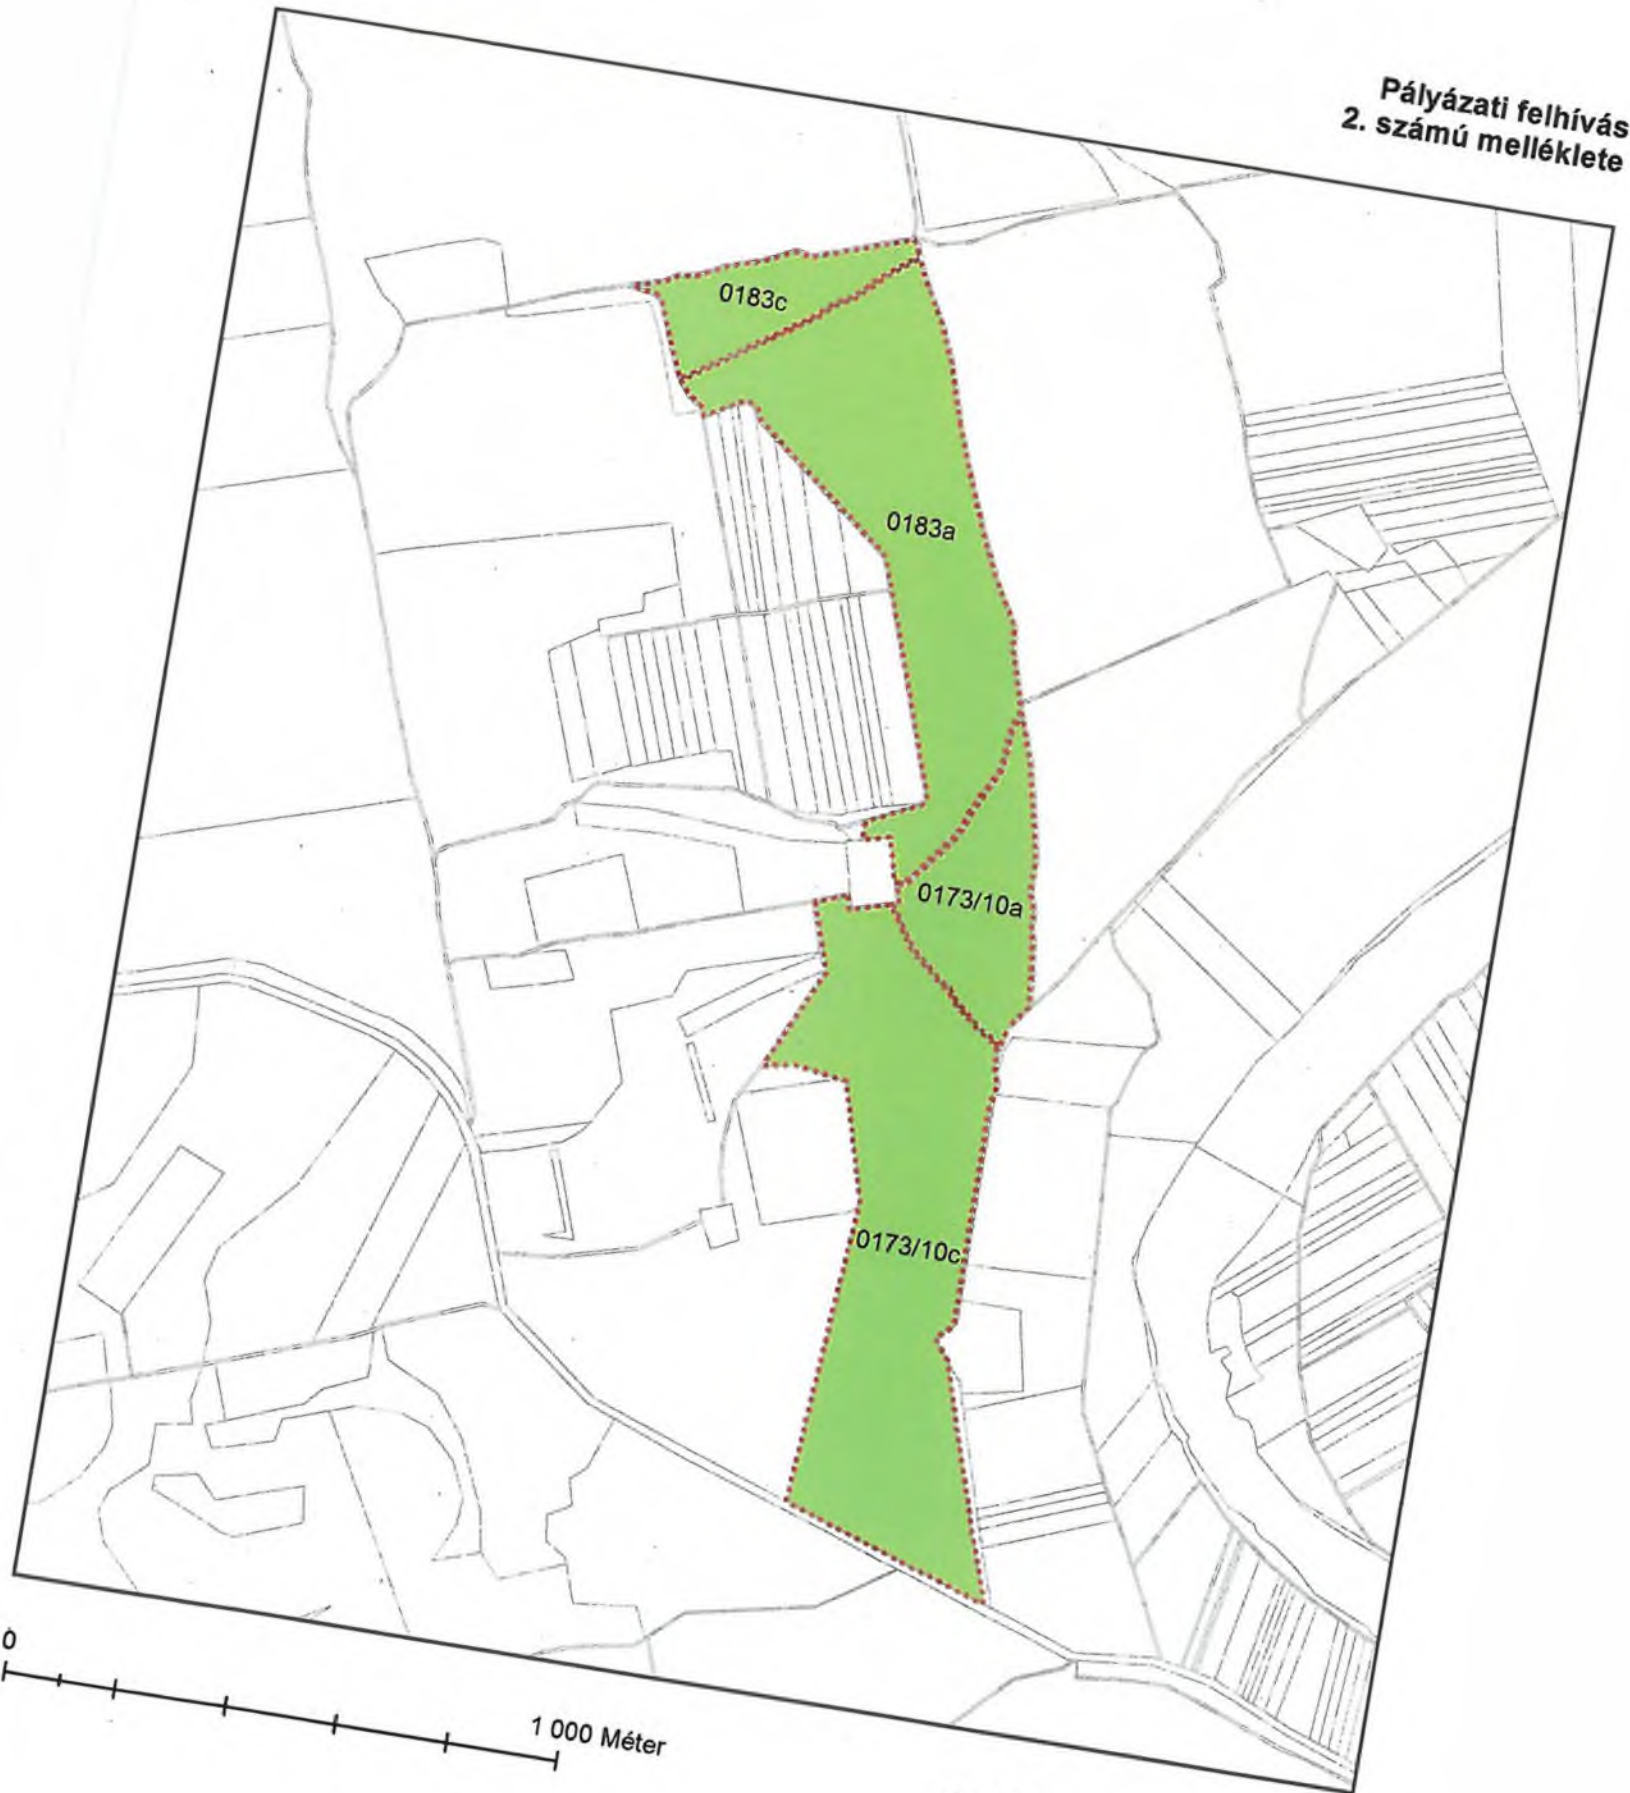 Pályázati felhívás
2. számú melléklete
0183c
0183a
0173/10a
0173/10c
0
1 000 Méter